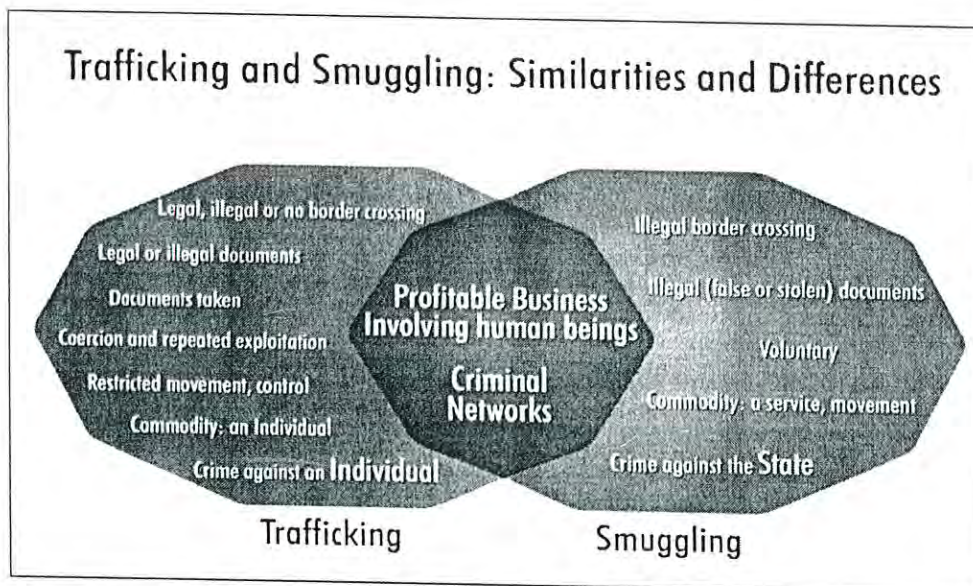 Trafficking and Smuggling: Similarities and Differences
Legal, illegal or no border crossing
Legal or illegal documents
Documents taken
Coercion and repeated exploitation
Restricted movement, control
Commodity: an Individual
Crime against an Individual
Profitable Business
Involving human beings
Criminal
Networks
Illegal border crossing
Illegal (false or stolen) documents
Voluntary
Commodity: a service, movement
Crime against the State
Trafficking
Smuggling